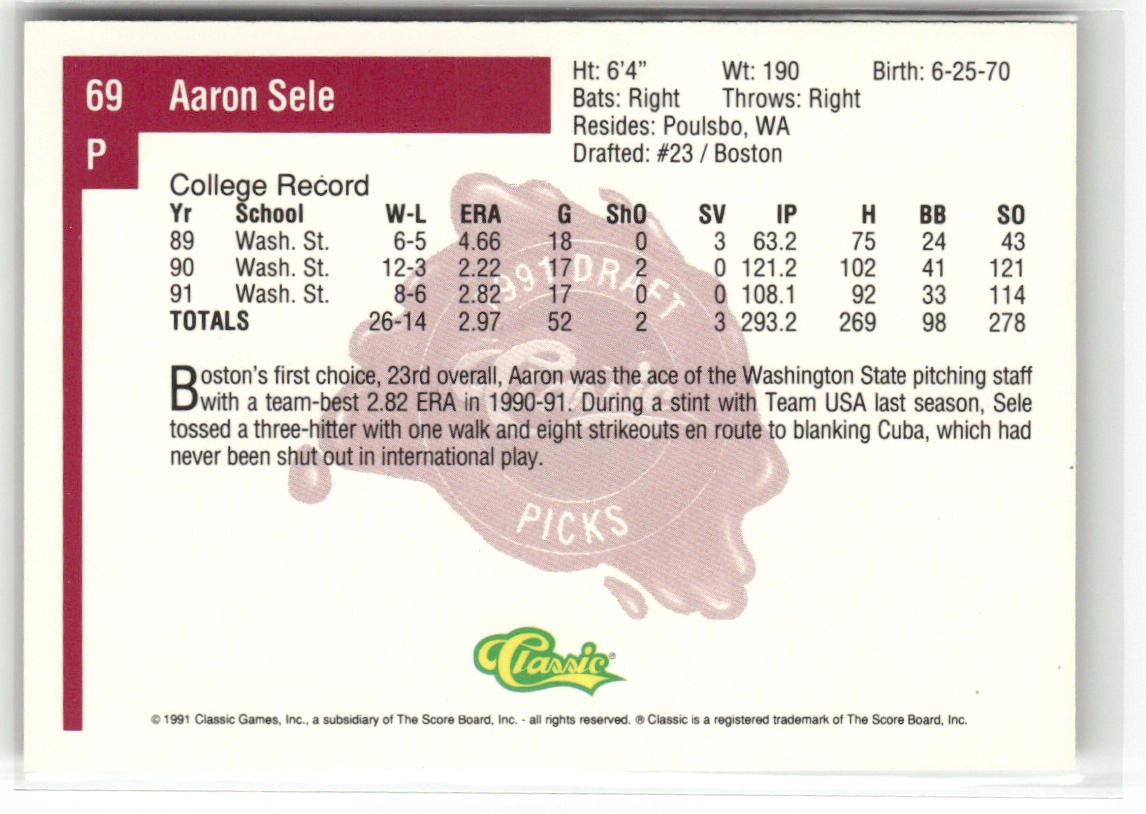 69 Aaron Sele
P
Ht: 6'4" Wt: 190 Birth: 6-25-70
Bats: Right Throws: Right
Resides: Poulsbo, WA
Drafted: #23 / Boston
College Record
Yr School W-L ERA G ShO SV IP H BB SO
89 Wash. St. 6-5 4.66 18 0 3 63.2 75 24 43
90 Wash. St. 12-3 2.22 17 2 0 121.2 102 41 121
91 Wash. St. 8-6 2.82 17 0 0 108.1 92 33 114
TOTALS 26-14 2.97 52 2 3 293.2 269 98 278
Boston's first choice, 23rd overall, Aaron was the ace of the Washington State pitching staff
with a team-best 2.82 ERA in 1990-91. During a stint with Team USA last season, Sele
tossed a three-hitter with one walk and eight strikeouts en route to blanking Cuba, which had
never been shut out in international play.
1991 DRAFT
Classic
PICKS
Classic®
© 1991 Classic Games, Inc., a subsidiary of The Score Board, Inc. - all rights reserved. ® Classic is a registered trademark of The Score Board, Inc.